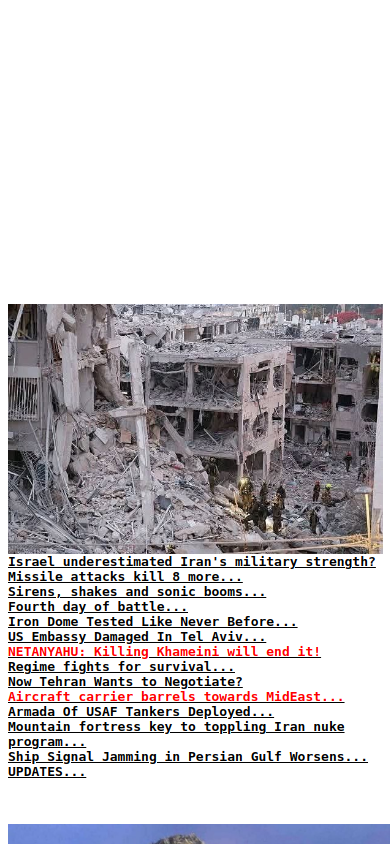 Israel underestimated Iran's military strength?
Missile attacks kill 8 more...
Sirens, shakes and sonic booms...
Fourth day of battle...
Iron Dome Tested Like Never Before...
US Embassy Damaged In Tel Aviv...
NETANYAHU: Killing Khameini will end it!
Regime fights for survival...
Now Tehran Wants to Negotiate?
Aircraft carrier barrels towards MidEast...
Armada Of USAF Tankers Deployed...
Mountain fortress key to toppling Iran nuke
program...
Ship Signal Jamming in Persian Gulf Worsens...
UPDATES...